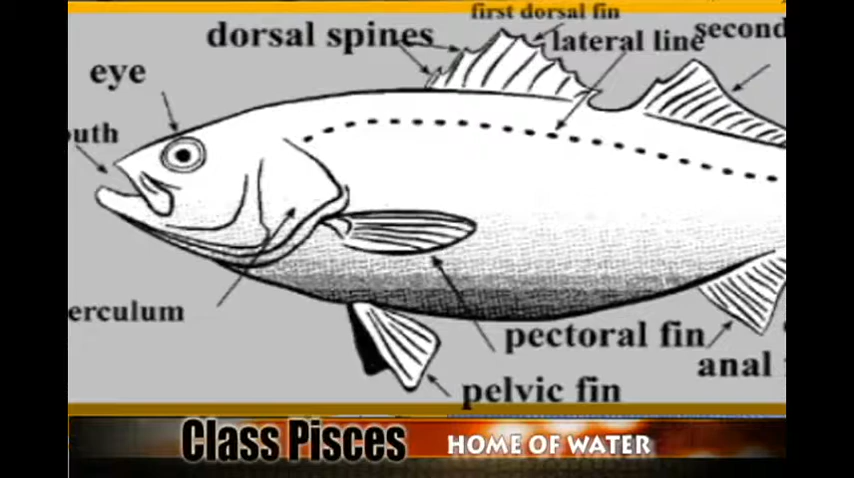 first dorsal fin
dorsal spines
lateral line
second
eye
uth
erculum
pectoral fin
anal
pelvic fin
Class Pisces
HOME OF WATER